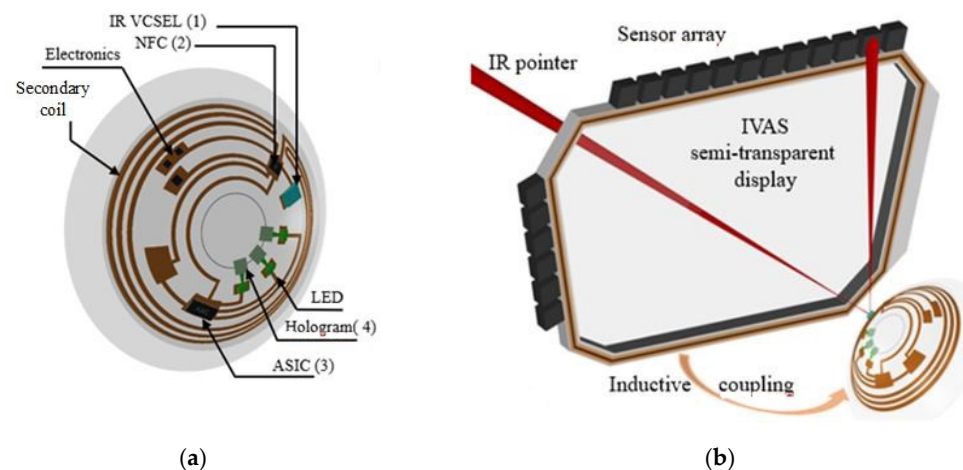 IR VCSEL (1)
NFC (2)
Electronics
Secondary
coil
LED
Hologram( 4)
ASIC (3)
(a)
Sensor array
IR pointer
IVAS
semi-transparent
display
Inductive coupling
(b)